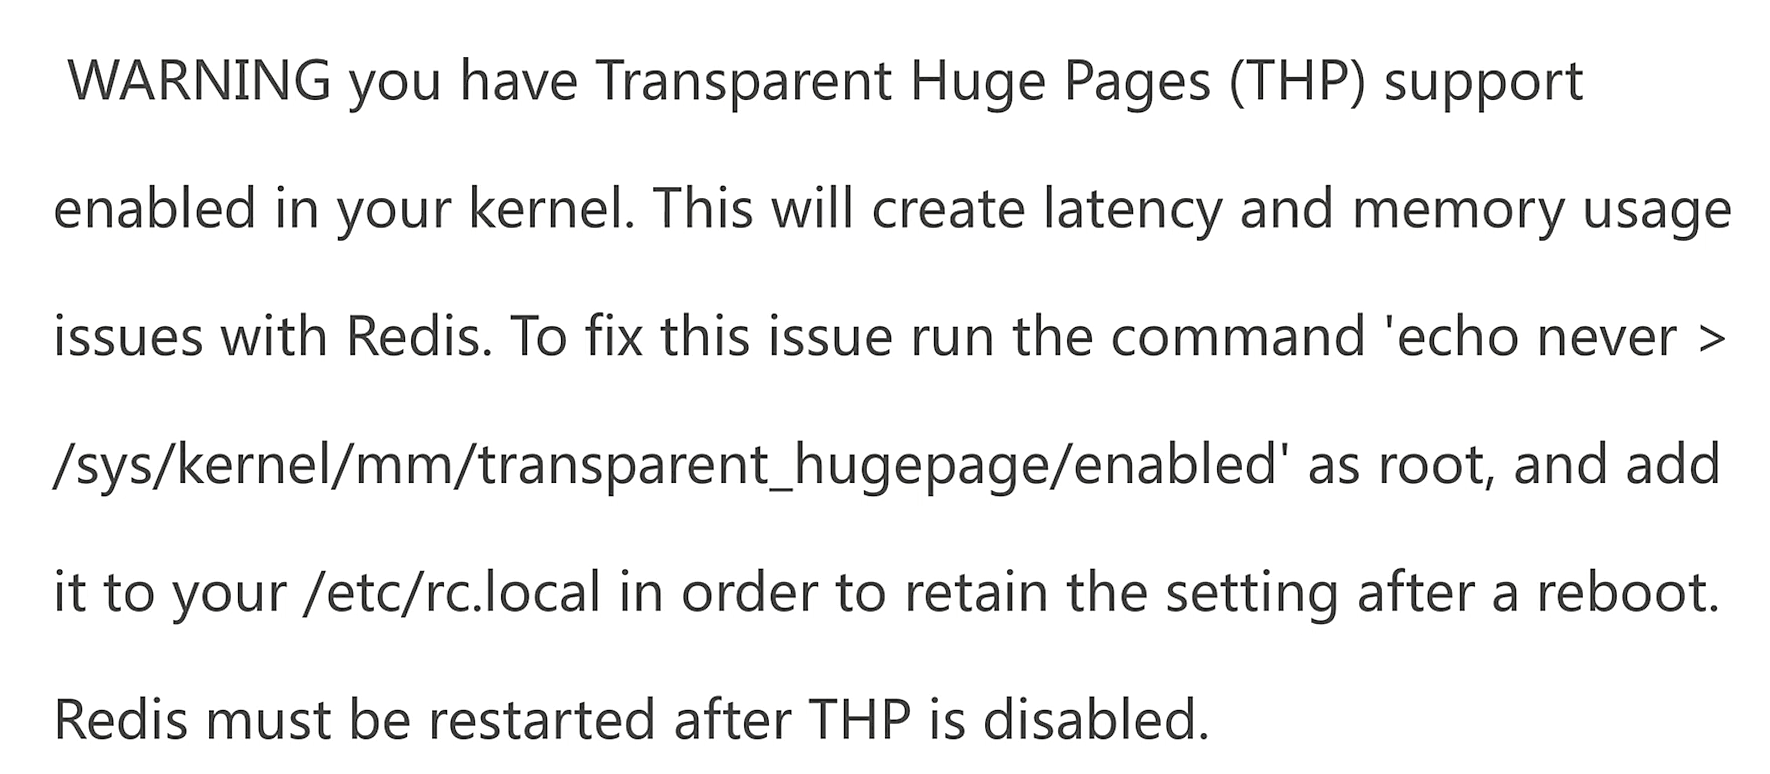 WARNING you have Transparent Huge Pages (THP) support
enabled in your kernel. This will create latency and memory usage
issues with Redis. To fix this issue run the command 'echo never >
/sys/kernel/mm/transparent_hugepage/enabled' as root, and add
it to your /etc/rc.local in order to retain the setting after a reboot.
Redis must be restarted after THP is disabled.